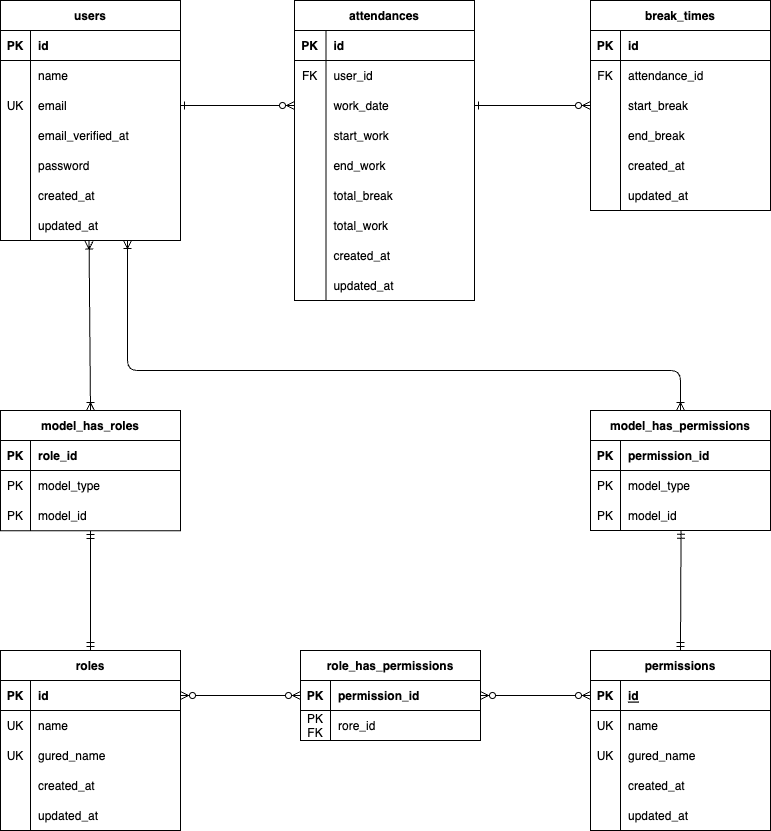 users
PK id
name
UK email
email_verified_at
password
created_at
updated_at
attendances
PK id
FK user_id
work_date
start_work
end_work
total_break
total_work
created_at
updated_at
break_times
PK id
FK attendance_id
start_break
end_break
created_at
updated_at
model_has_roles
PK role_id
PK model_type
PK model_id
model_has_permissions
PK permission_id
PK model_type
PK model_id
roles
PK id
UK name
UK gured_name
created_at
updated_at
role_has_permissions
PK permission_id
PK
FK rore_id
permissions
PK id
UK name
UK gured_name
created_at
updated_at